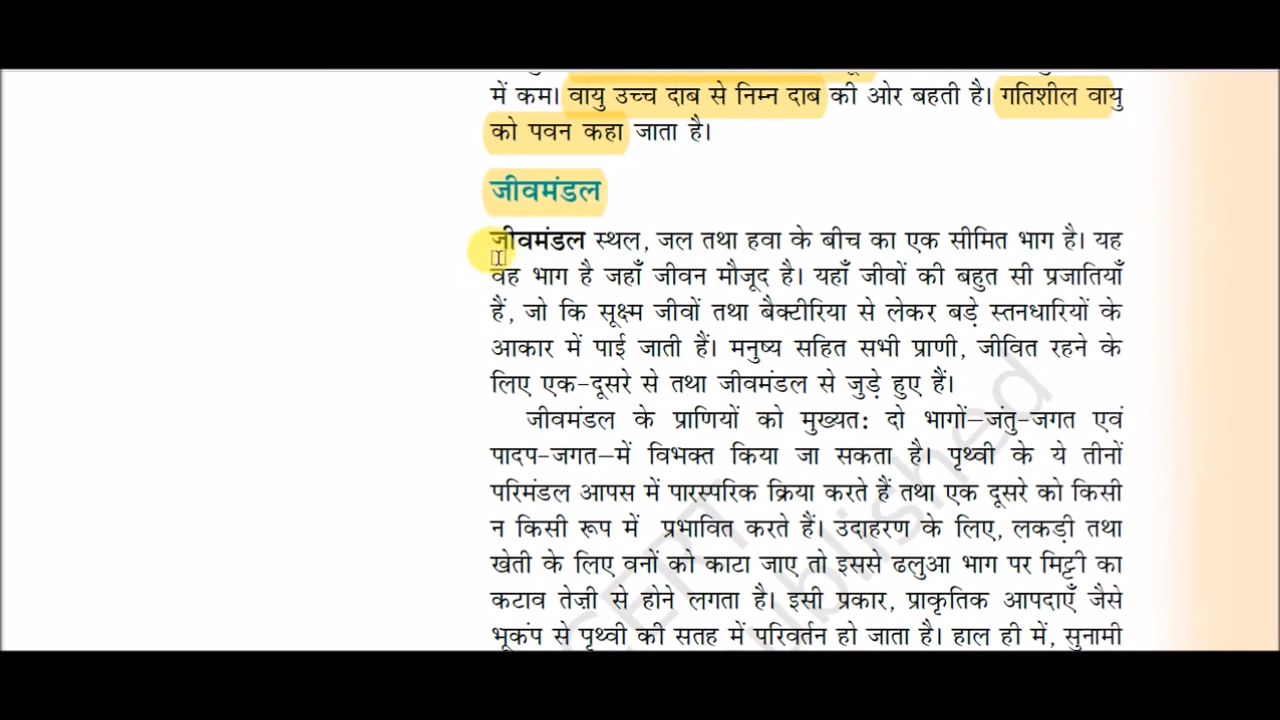 में कम। वायु उच्च दाब से निम्न दाब की ओर बहती है। गतिशील वायु
को पवन कहा जाता है।
जीवमंडल
जीवमंडल स्थल, जल तथा हवा के बीच का एक सीमित भाग है। यह
वह भाग है जहाँ जीवन मौजूद है। यहाँ जीवों की बहुत सी प्रजातियाँ
हैं, जो कि सूक्ष्म जीवों तथा बैक्टीरिया से लेकर बड़े स्तनधारियों के
आकार में पाई जाती हैं। मनुष्य सहित सभी प्राणी, जीवित रहने के
लिए एक-दूसरे से तथा जीवमंडल से जुड़े हुए हैं।
जीवमंडल के प्राणियों को मुख्यत: दो भागों—जंतु-जगत एवं
पादप-जगत—में विभक्त किया जा सकता है। पृथ्वी के ये तीनों
परिमंडल आपस में पारस्परिक क्रिया करते हैं तथा एक दूसरे को किसी
न किसी रूप में प्रभावित करते हैं। उदाहरण के लिए, लकड़ी तथा
खेती के लिए वनों को काटा जाए तो इससे ढलुआ भाग पर मिट्टी का
कटाव तेज़ी से होने लगता है। इसी प्रकार, प्राकृतिक आपदाएँ जैसे
भूकंप से पृथ्वी की सतह में परिवर्तन हो जाता है। हाल ही में, सुनामी